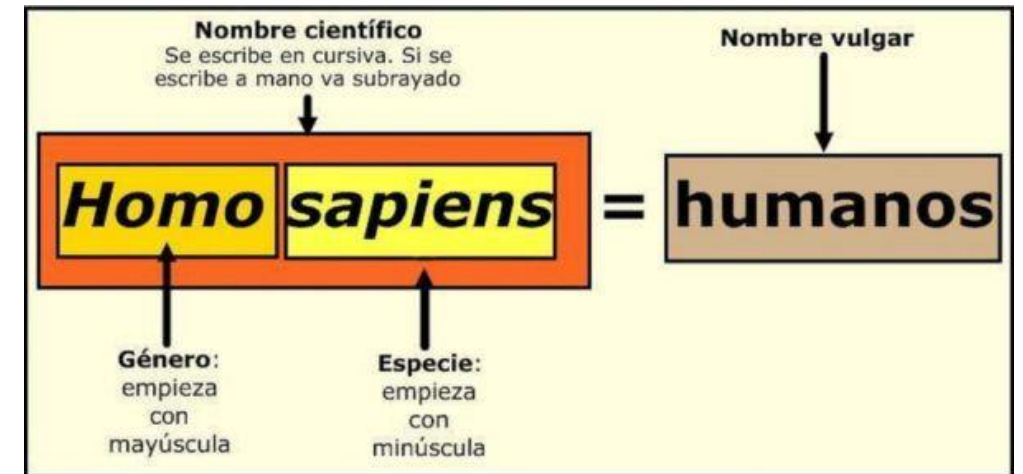 Nombre científico
Se escribe en cursiva. Si se
escribe a mano va subrayado
Nombre vulgar
Homo sapiens = humanos
Género:
empieza
con
mayúscula
Especie:
empieza
con
minúscula